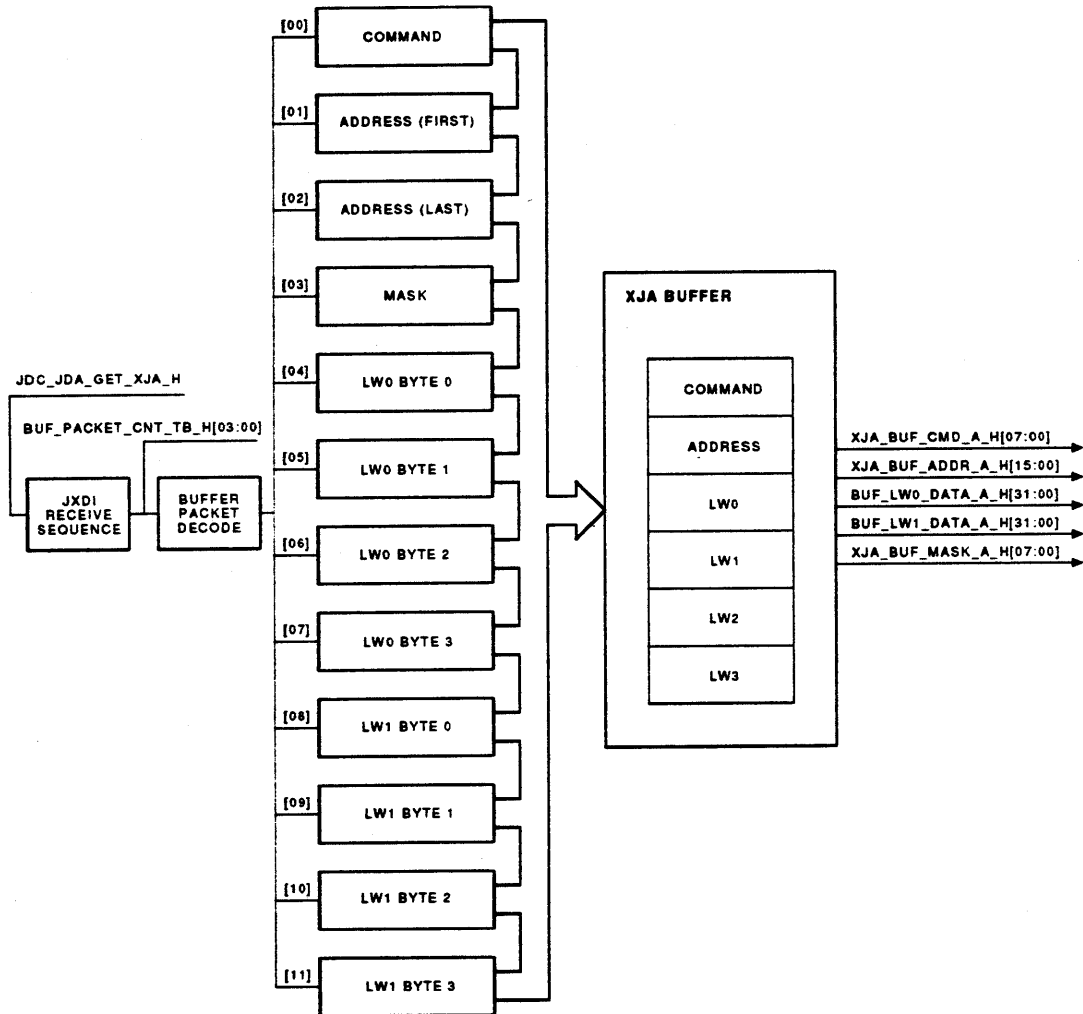 [00]
COMMAND
[01]
ADDRESS (FIRST)
[02]
ADDRESS (LAST)
[03]
MASK
[04]
LW0 BYTE 0
[05]
LW0 BYTE 1
[06]
LW0 BYTE 2
[07]
LW0 BYTE 3
[08]
LW1 BYTE 0
[09]
LW1 BYTE 1
[10]
LW1 BYTE 2
[11]
LW1 BYTE 3
JDC_JDA_GET_XJA_H
BUF_PACKET_CNT_TB_H[03:00]
JXDI
RECEIVE
SEQUENCE
BUFFER
PACKET
DECODE
XJA BUFFER
COMMAND
ADDRESS
LW0
LW1
LW2
LW3
XJA_BUF_CMD_A_H[07:00]
XJA_BUF_ADDR_A_H[15:00]
BUF_LW0_DATA_A_H[31:00]
BUF_LW1_DATA_A_H[31:00]
XJA_BUF_MASK_A_H[07:00]